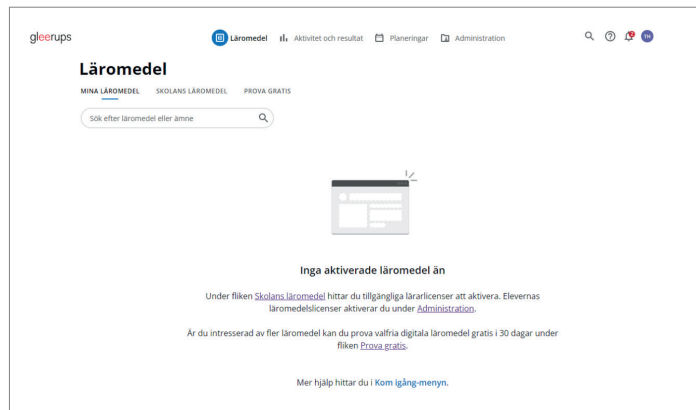 gleerups
Läromedel
Aktivitet och resultat
Planeringar
Administration
2
TH
Läromedel
MINA LÄROMEDEL
SKOLANS LÄROMEDEL
PROVA GRATIS
Sök efter läromedel eller ämne
Inga aktiverade läromedel än
Under fliken Skolans läromedel hittar du tillgängliga lärarlicenser att aktivera. Elevernas
läromedelslicenser aktiverar du under Administration.
Är du intresserad av fler läromedel kan du prova valfria digitala läromedel gratis i 30 dagar under
fliken Prova gratis.
Mer hjälp hittar du i Kom igång-menyn.